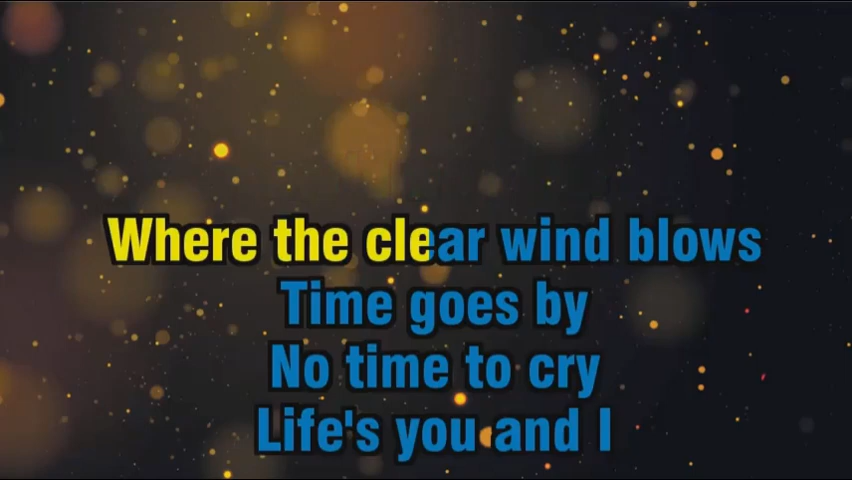 Where the clear wind blows
Time goes by
No time to cry
Life's you and I